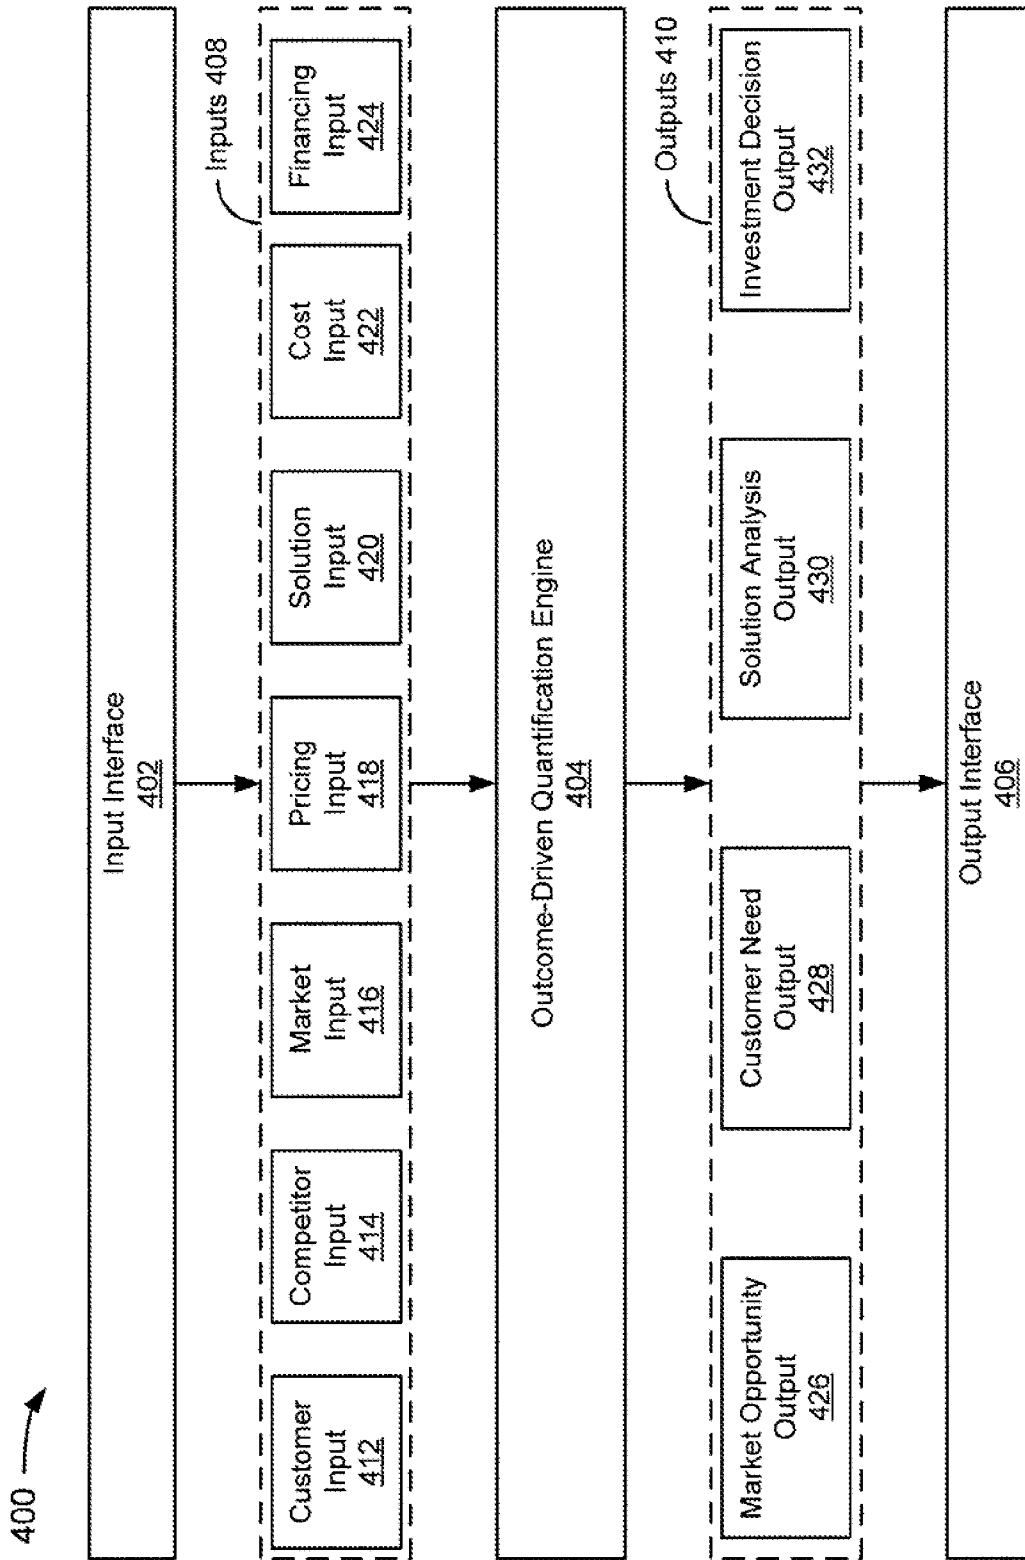 400
Input Interface
402
Inputs 408
Customer
Input
412
Competitor
Input
414
Market
Input
416
Pricing
Input
418
Solution
Input
420
Cost
Input
422
Financing
Input
424
Outcome-Driven Quantification Engine
404
Outputs 410
Market Opportunity
Output
426
Customer Need
Output
428
Solution Analysis
Output
430
Investment Decision
Output
432
Output Interface
406